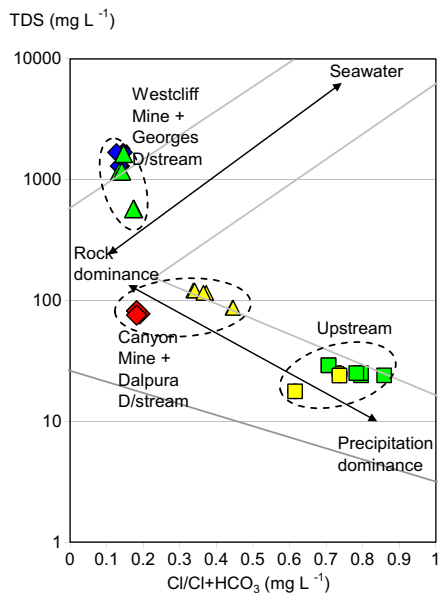 TDS (mg L -1)
10000
Seawater
Westcliff
Mine +
Georges
D/stream
1000
Rock
dominance
100
Upstream
Canyon
Mine +
Dalpura
D/stream
10
Precipitation
dominance
1
0 0.1 0.2 0.3 0.4 0.5 0.6 0.7 0.8 0.9 1
Cl/Cl+HCO3 (mg L -1)